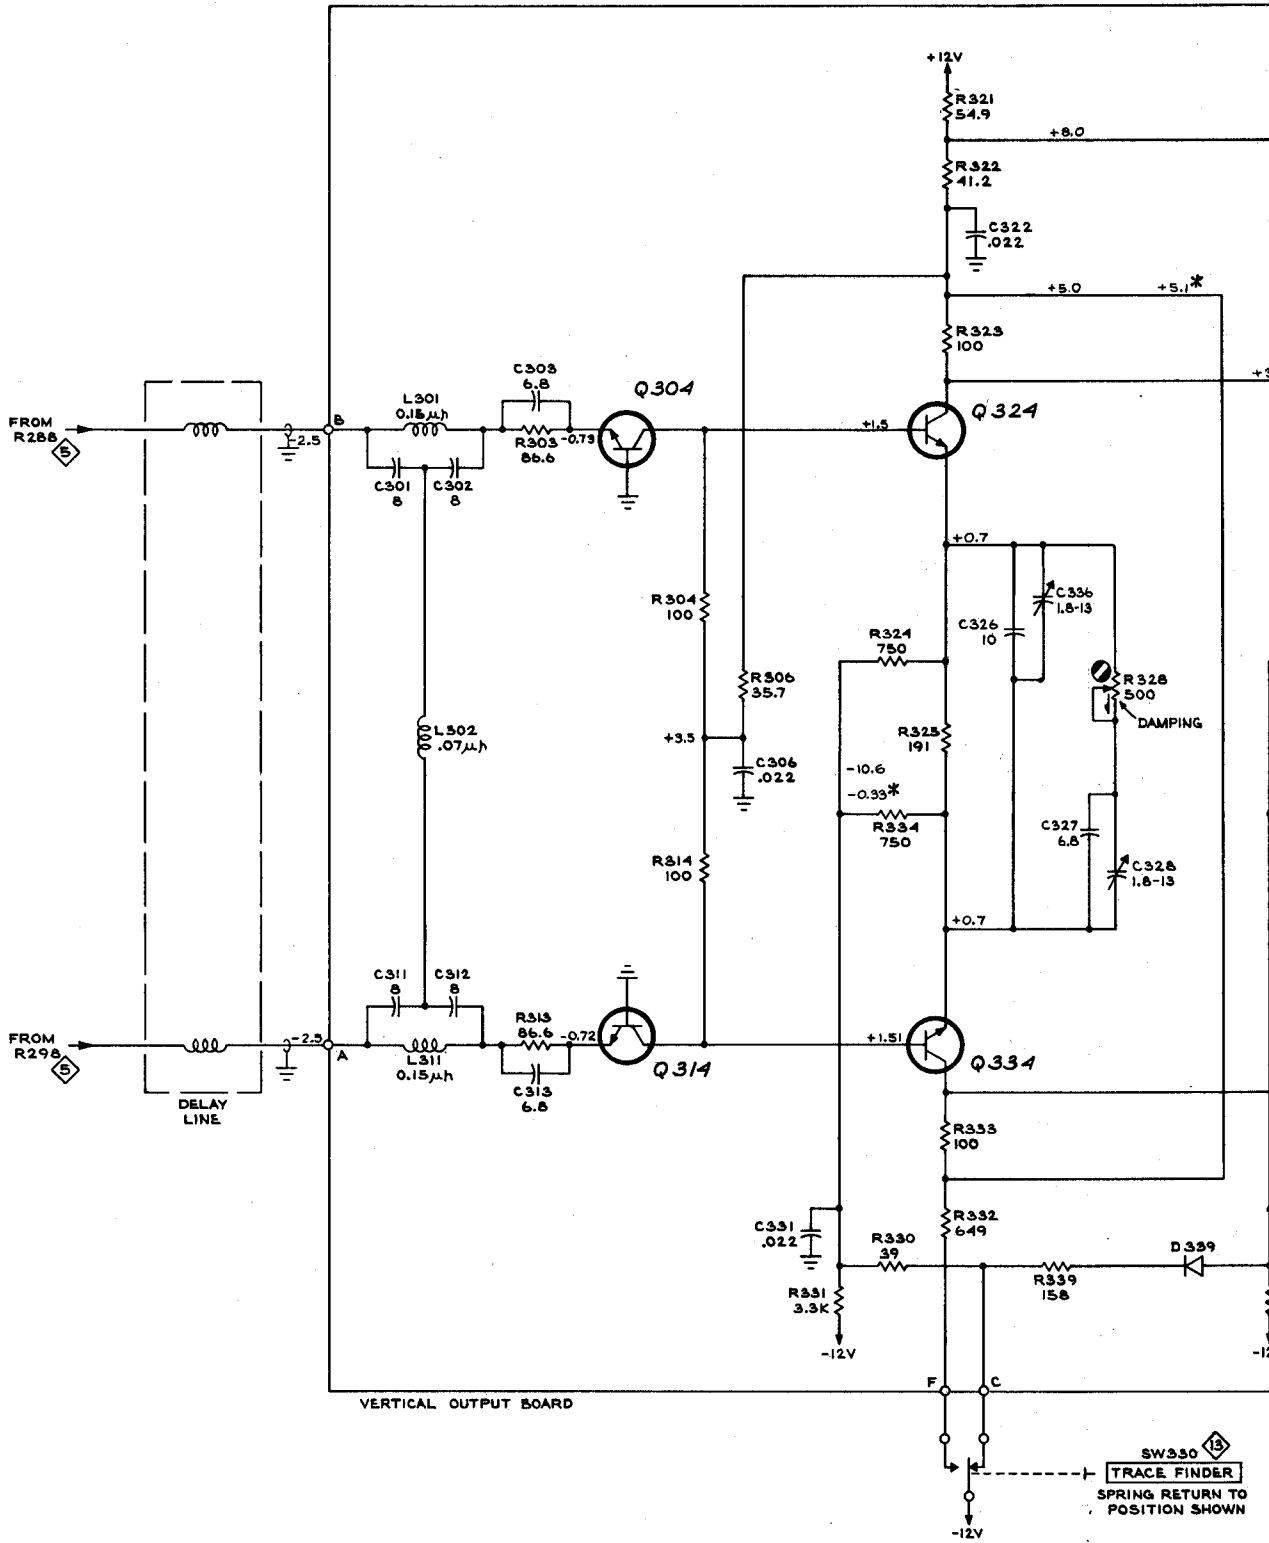 +12V
R321
54.9
+8.0
R322
41.2
C322
.022
+5.0
+5.1*
R323
100
+3
C303
6.8
Q304
L301
0.15µh
FROM
R288
5
-2.5
B
R303
86.6
-0.73
+1.5
Q324
C301
8
C302
8
+0.7
R304
100
C326
10
C336
1.8-13
R324
750
R306
35.7
R328
500
DAMPING
L302
.07µh
+3.5
R325
191
C306
.022
-10.6
-0.33*
R334
750
C327
6.8
R314
100
C328
1.8-13
+0.7
C311
8
C312
8
R313
86.6
FROM
R298
5
-2.5
A
-0.72
+1.51
L311
0.15µh
Q314
Q334
C313
6.8
DELAY
LINE
R333
100
C331
.022
R332
649
R330
39
D339
R339
158
R331
3.3K
-12V
-12
F
C
VERTICAL OUTPUT BOARD
SW330
13
TRACE FINDER
SPRING RETURN TO
POSITION SHOWN
-12V